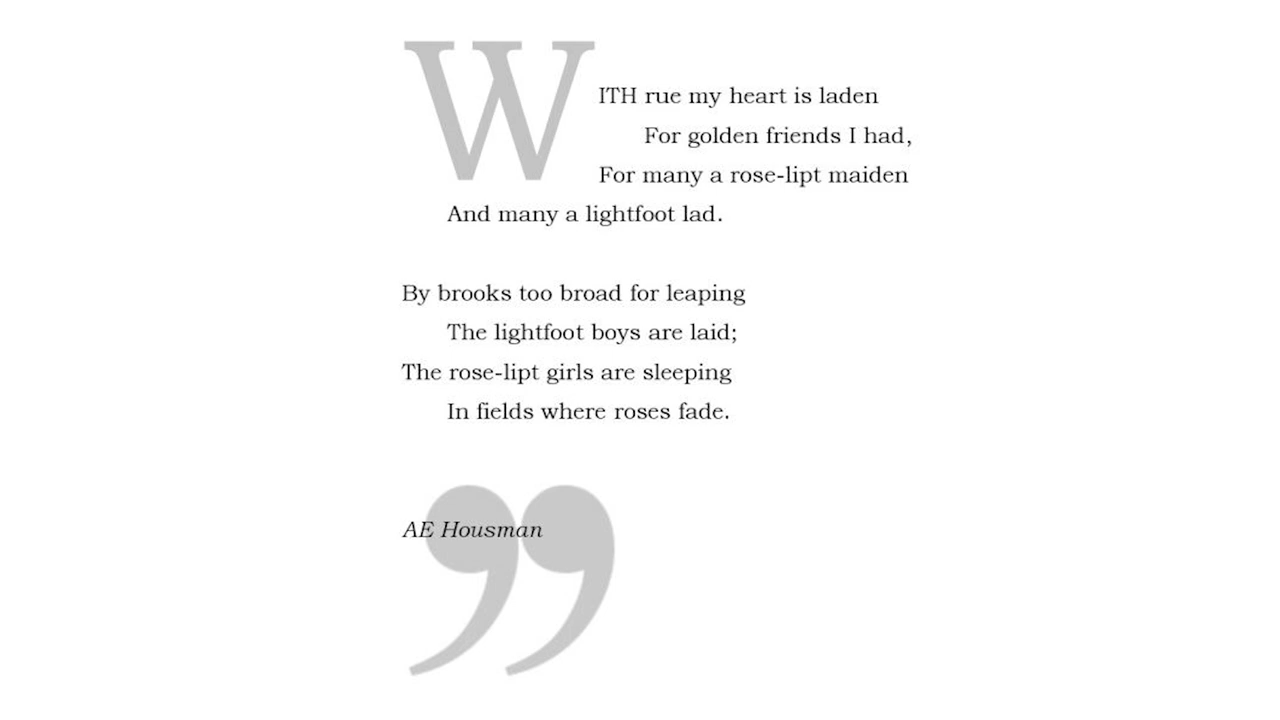 WITH rue my heart is laden
For golden friends I had,
For many a rose-lipt maiden
And many a lightfoot lad.
By brooks too broad for leaping
The lightfoot boys are laid;
The rose-lipt girls are sleeping
In fields where roses fade.
AE Housman
”